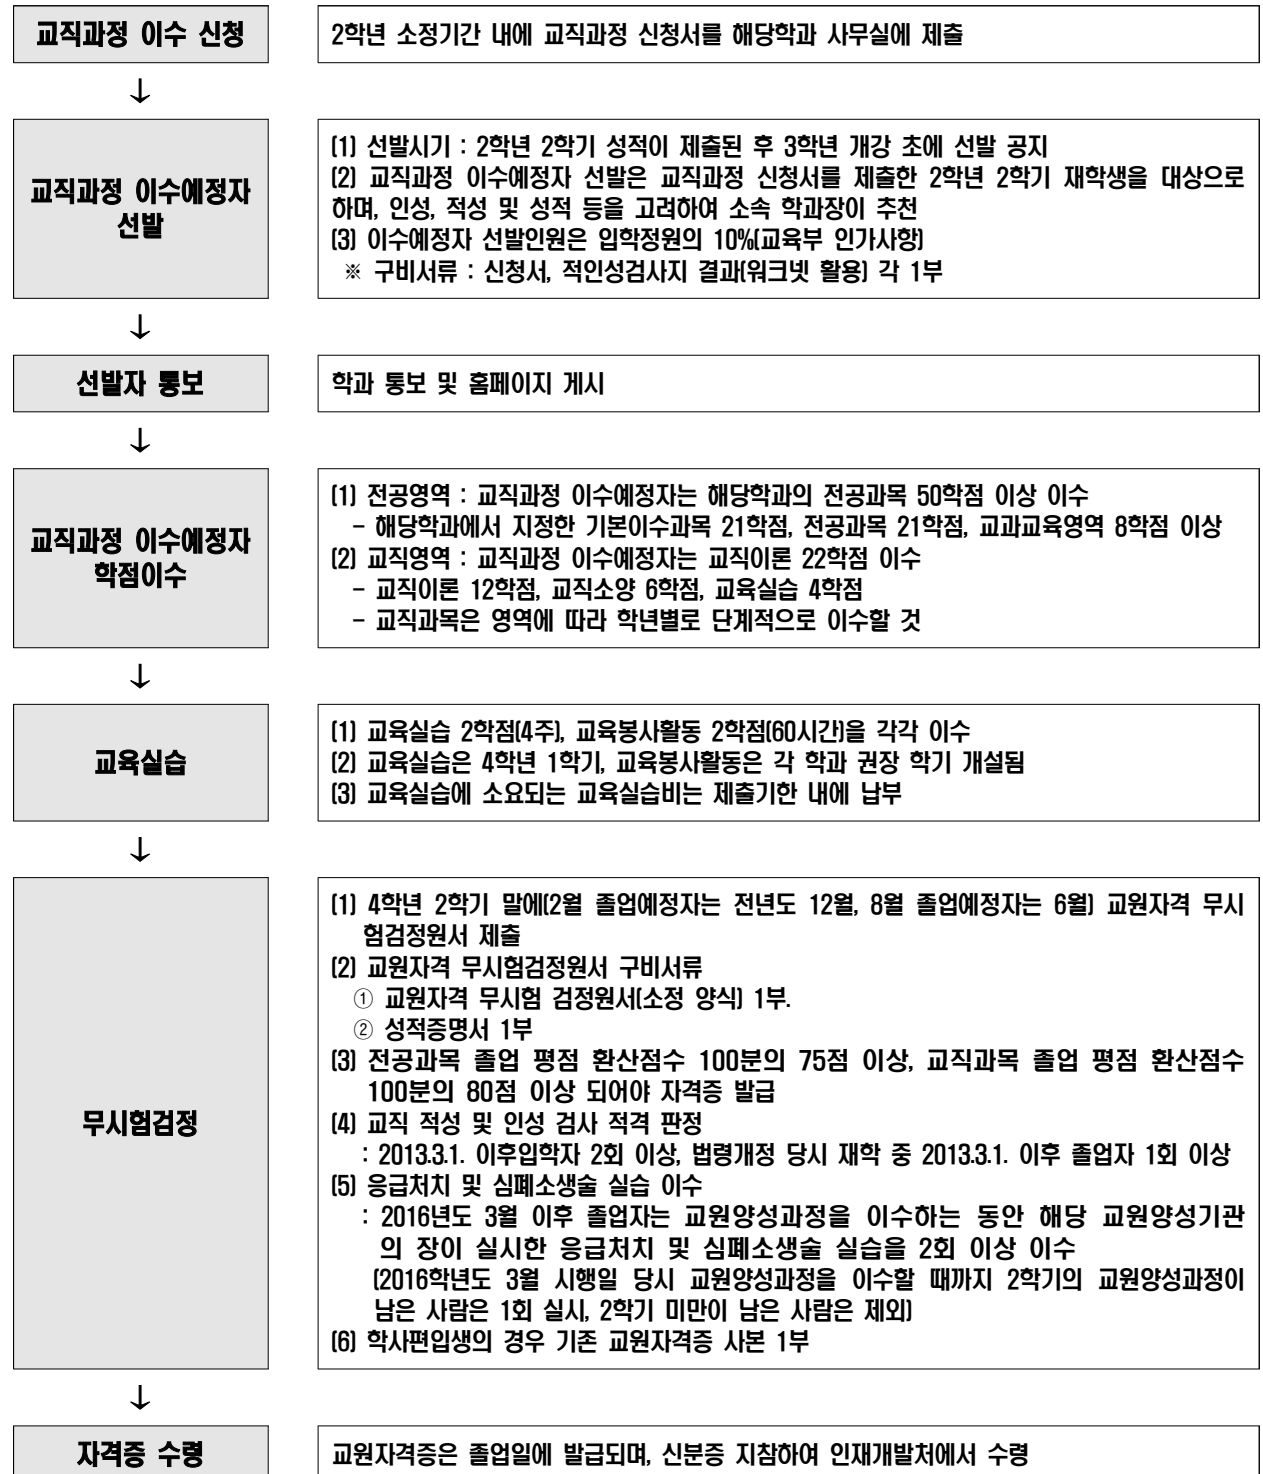 교직과정 이수 신청
2학년 소정기간 내에 교직과정 신청서를 해당학과 사무실에 제출
↓
교직과정 이수예정자
선발
(1) 선발시기 : 2학년 2학기 성적이 제출된 후 3학년 개강 초에 선발 공지
(2) 교직과정 이수예정자 선발은 교직과정 신청서를 제출한 2학년 2학기 재학생을 대상으로
하며, 인성, 적성 및 성적 등을 고려하여 소속 학과장이 추천
(3) 이수예정자 선발인원은 입학정원의 10%(교육부 인가사항)
※ 구비서류 : 신청서, 적인성검사지 결과(워크넷 활용) 각 1부
↓
선발자 통보
학과 통보 및 홈페이지 게시
↓
교직과정 이수예정자
학점이수
(1) 전공영역 : 교직과정 이수예정자는 해당학과의 전공과목 50학점 이상 이수
- 해당학과에서 지정한 기본이수과목 21학점, 전공과목 21학점, 교과교육영역 8학점 이상
(2) 교직영역 : 교직과정 이수예정자는 교직이론 22학점 이수
- 교직이론 12학점, 교직소양 6학점, 교육실습 4학점
- 교직과목은 영역에 따라 학년별로 단계적으로 이수할 것
↓
교육실습
(1) 교육실습 2학점(4주), 교육봉사활동 2학점(60시간)을 각각 이수
(2) 교육실습은 4학년 1학기, 교육봉사활동은 각 학과 권장 학기 개설됨
(3) 교육실습에 소요되는 교육실습비는 제출기한 내에 납부
↓
무시험검정
(1) 4학년 2학기 말에(2월 졸업예정자는 전년도 12월, 8월 졸업예정자는 6월) 교원자격 무시
험검정원서 제출
(2) 교원자격 무시험검정원서 구비서류
① 교원자격 무시험 검정원서(소정 양식) 1부.
② 성적증명서 1부
(3) 전공과목 졸업 평점 환산점수 100분의 75점 이상, 교직과목 졸업 평점 환산점수
100분의 80점 이상 되어야 자격증 발급
(4) 교직 적성 및 인성 검사 적격 판정
: 2013.3.1. 이후입학자 2회 이상, 법령개정 당시 재학 중 2013.3.1. 이후 졸업자 1회 이상
(5) 응급처치 및 심폐소생술 실습 이수
: 2016년도 3월 이후 졸업자는 교원양성과정을 이수하는 동안 해당 교원양성기관
의 장이 실시한 응급처치 및 심폐소생술 실습을 2회 이상 이수
(2016학년도 3월 시행일 당시 교원양성과정을 이수할 때까지 2학기의 교원양성과정이
남은 사람은 1회 실시, 2학기 미만이 남은 사람은 제외)
(6) 학사편입생의 경우 기존 교원자격증 사본 1부
↓
자격증 수령
교원자격증은 졸업일에 발급되며, 신분증 지참하여 인재개발처에서 수령